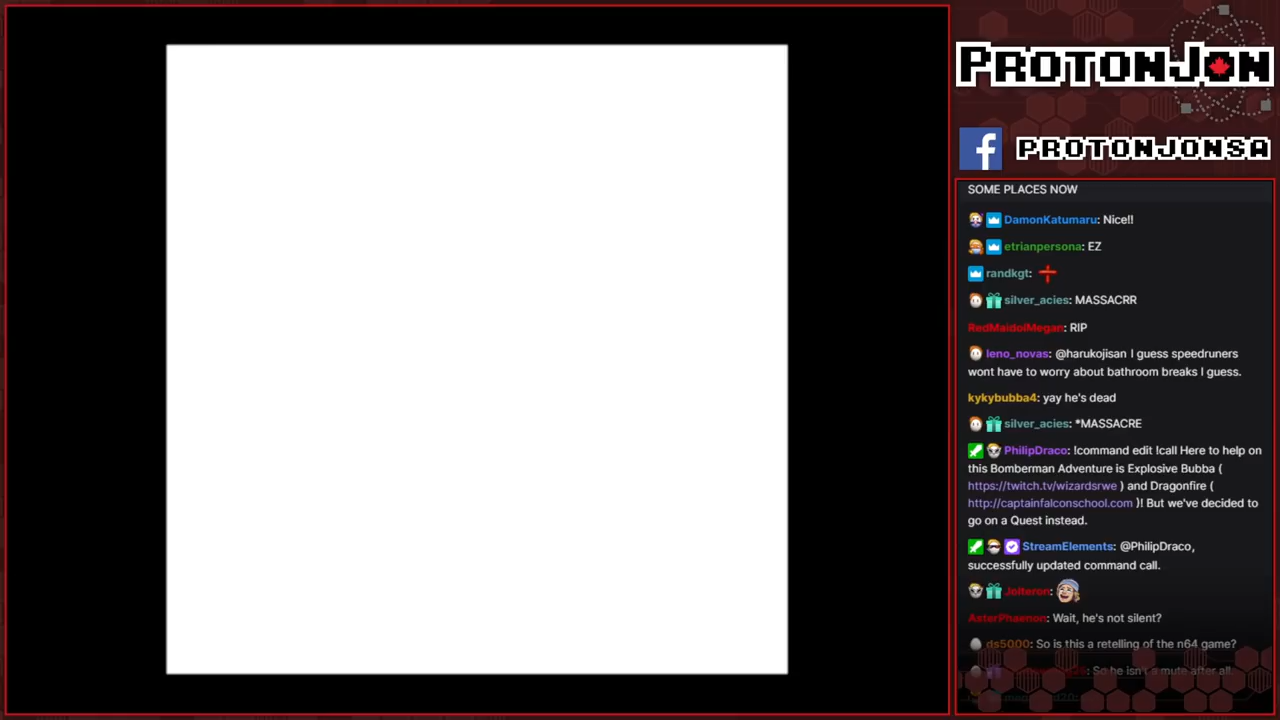 PROTONJON
PROTONJONSA
SOME PLACES NOW
DamonKatumaru: Nice!!
etrianpersona: EZ
randkgt:
silver_acies: MASSACRR
RedMaidofMegan: RIP
leno_novas: @harukojisan I guess speedruners
wont have to worry about bathroom breaks I guess.
kykybubba4: yay he's dead
silver_acies: *MASSACRE
PhilipDraco: !command edit !call Here to help on
this Bomberman Adventure is Explosive Bubba (
https://twitch.tv/wizardsrwe ) and Dragonfire (
http://captainfalconschool.com )! But we've decided to
go on a Quest instead.
StreamElements: @PhilipDraco,
successfully updated command call.
Jolteron:
AsterPhaenon: Wait, he's not silent?
ds5000: So is this a retelling of the n64 game?
: So he isn't a mute after all.